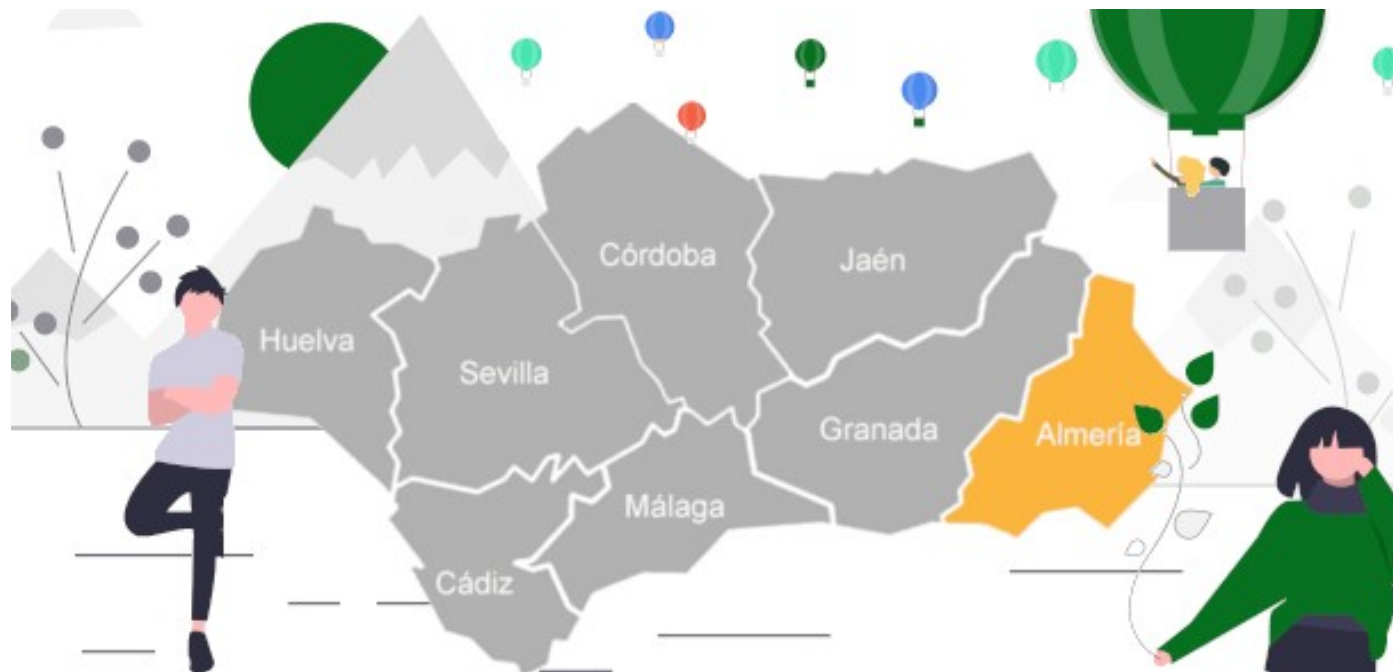 Córdoba
Jaén
Huelva
Sevilla
Granada
Almería
Málaga
Cádiz